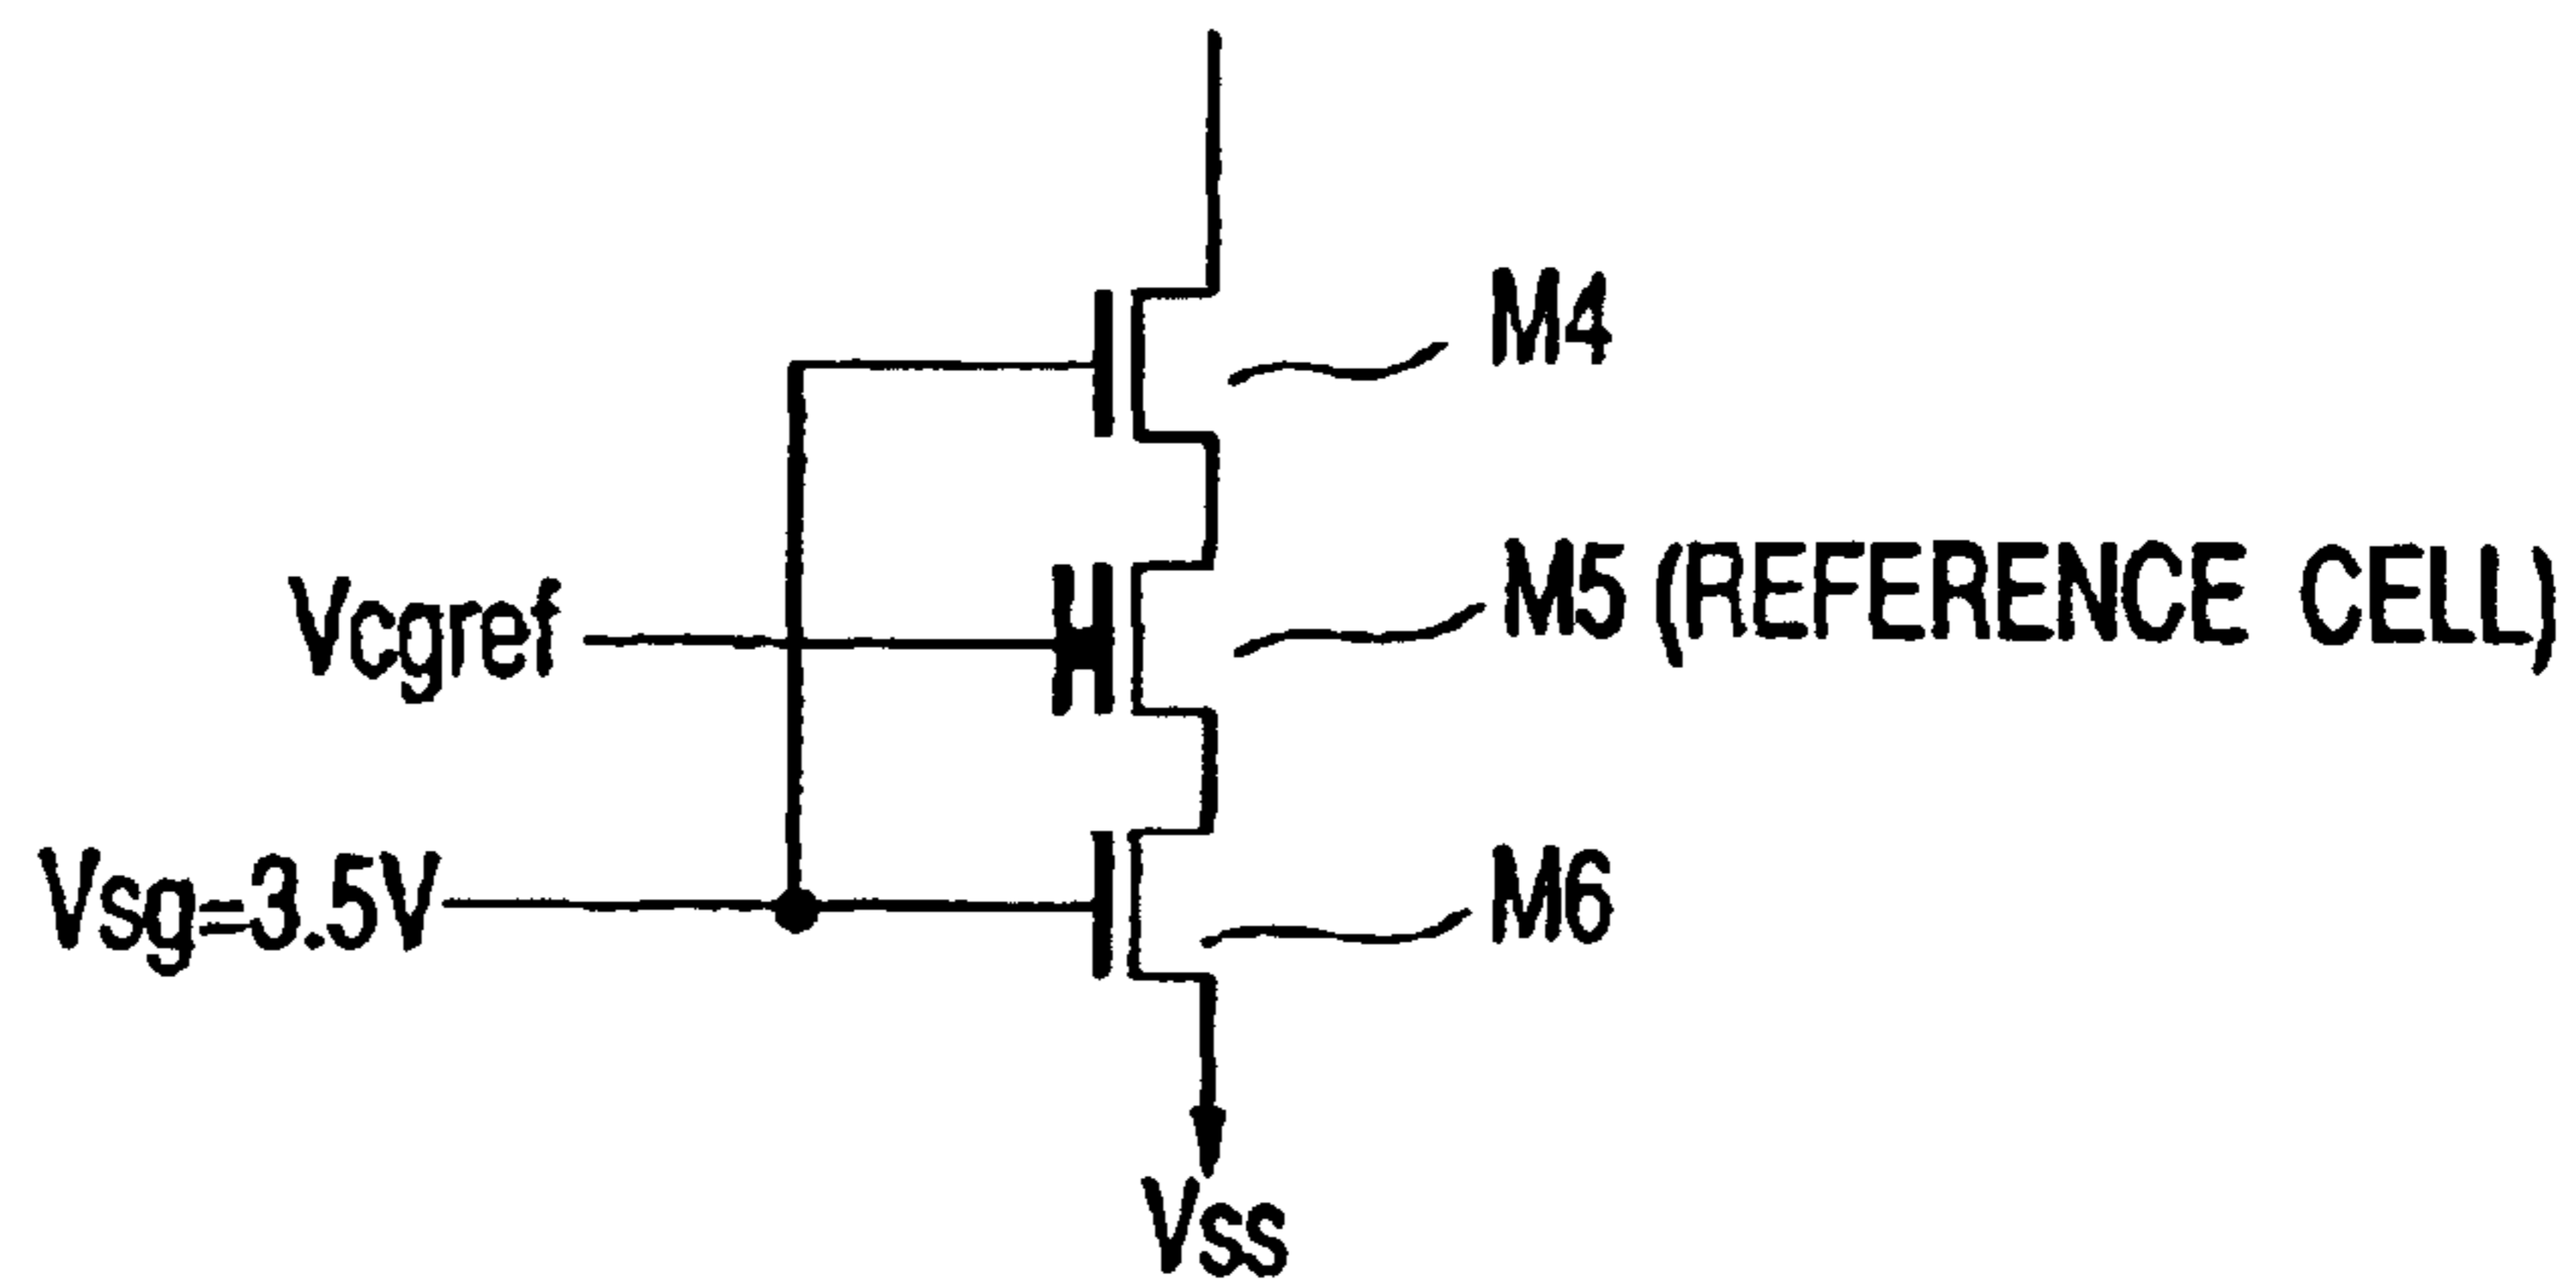 M4
Vcgref
M5 (REFERENCE CELL)
Vsg=3.5V
M6
Vss